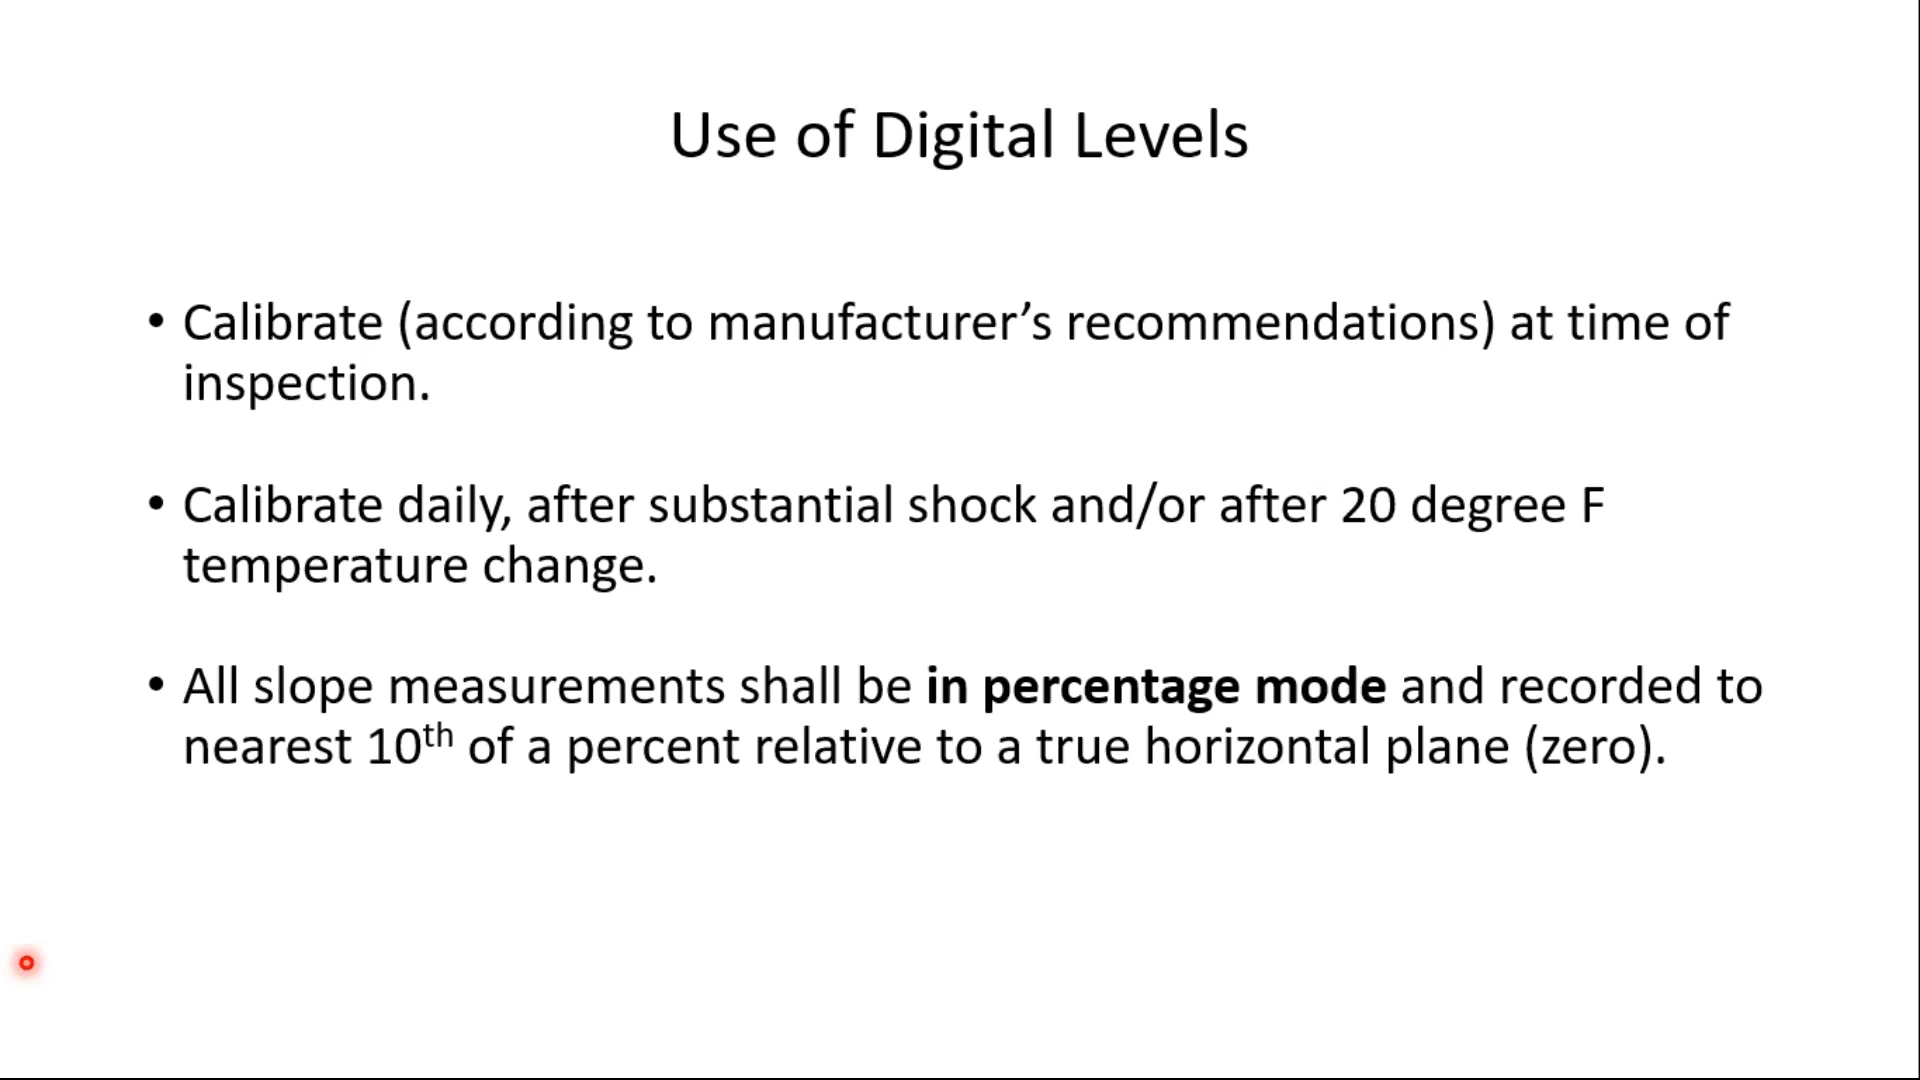 Use of Digital Levels
• Calibrate (according to manufacturer’s recommendations) at time of
inspection.
• Calibrate daily, after substantial shock and/or after 20 degree F
temperature change.
• All slope measurements shall be in percentage mode and recorded to
nearest 10th of a percent relative to a true horizontal plane (zero).